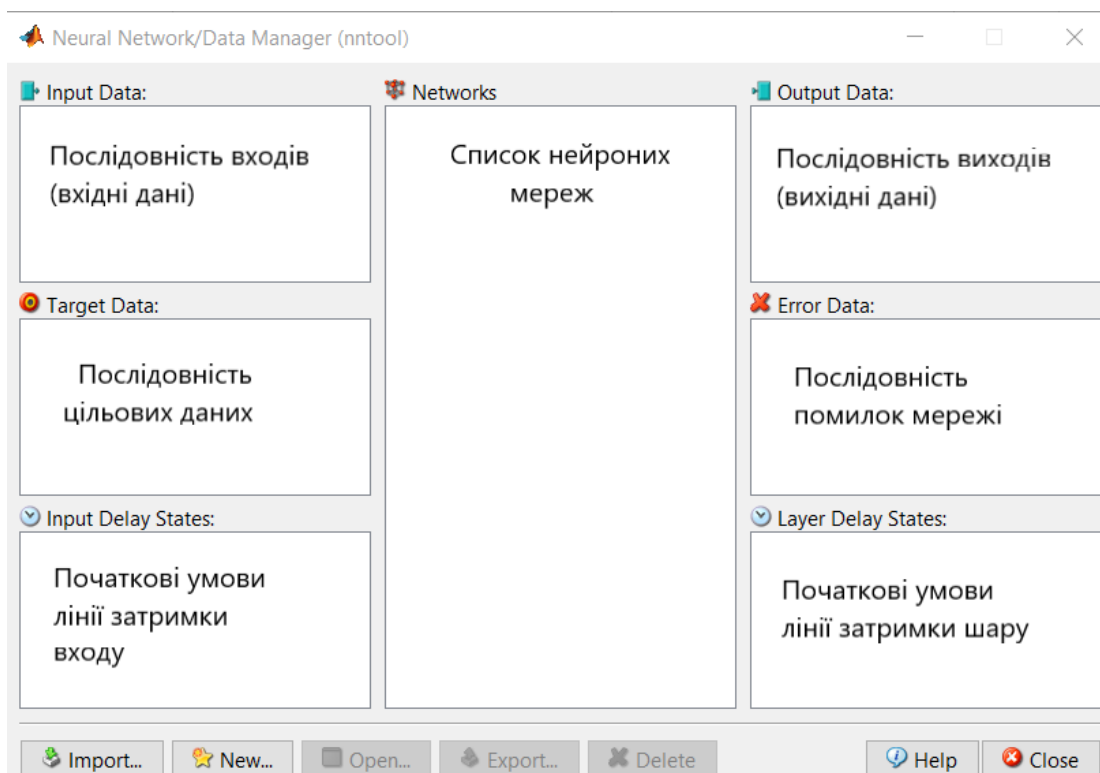 Neural Network/Data Manager (nntool)
Input Data:
Послідовність входів
(вхідні дані)
Networks
Список нейроних
мереж
Output Data:
Послідовність виходів
(вихідні дані)
Target Data:
Послідовність
цільових даних
Error Data:
Послідовність
помилок мережі
Input Delay States:
Початкові умови
лінії затримки
входу
Layer Delay States:
Початкові умови
лінії затримки шару
Import...
New...
Open...
Export...
Delete
Help
Close